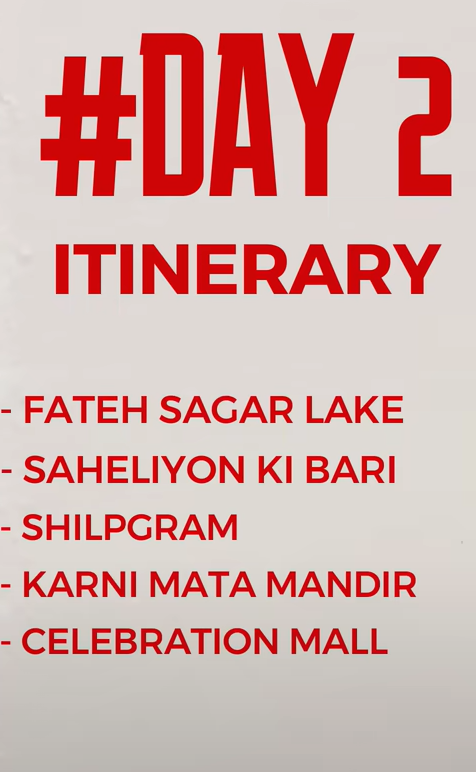 #DAY 2
ITINERARY
- FATEH SAGAR LAKE
- SAHELIYON KI BARI
- SHILPGRAM
- KARNI MATA MANDIR
- CELEBRATION MALL